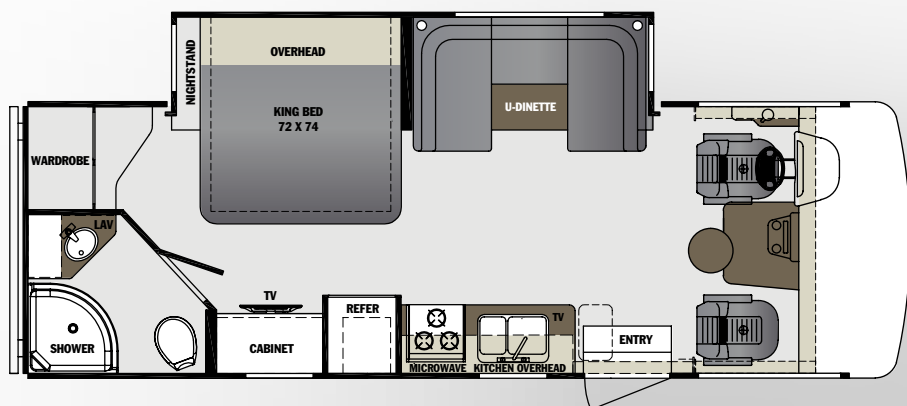 NIGHTSTAND
OVERHEAD
KING BED
72 X 74
U-DINETTE
WARDROBE
LAV
TV
REFER
TV
SHOWER
CABINET
ENTRY
MICROWAVE
KITCHEN OVERHEAD